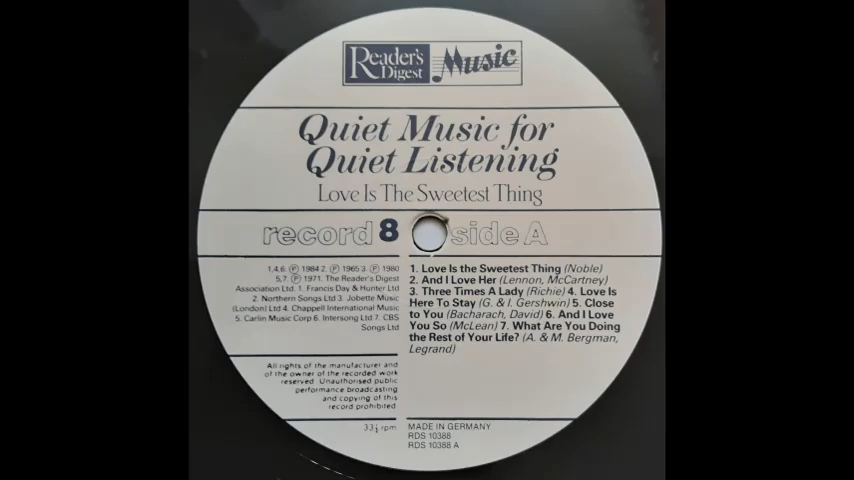 Reader's Digest Music
Quiet Music for
Quiet Listening
Love Is The Sweetest Thing
record 8 side A
1,4,6. ℗ 1984 2. ℗ 1965 3. ℗ 1980
5,7. ℗ 1971. The Reader's Digest
Association Ltd. 1. Francis Day & Hunter Ltd
2. Northern Songs Ltd 3. Jobette Music
(London) Ltd 4. Chappell International Music
5. Carlin Music Corp 6. Intersong Ltd 7. CBS
Songs Ltd
1. Love Is the Sweetest Thing (Noble)
2. And I Love Her (Lennon, McCartney)
3. Three Times A Lady (Richie) 4. Love Is
Here To Stay (G. & I. Gershwin) 5. Close
to You (Bacharach, David) 6. And I Love
You So (McLean) 7. What Are You Doing
the Rest of Your Life? (A. & M. Bergman,
Legrand)
All rights of the manufacturer and
of the owner of the recorded work
reserved. Unauthorised public
performance broadcasting
and copying of this
record prohibited.
33⅓ rpm
MADE IN GERMANY
RDS 10388
RDS 10388 A